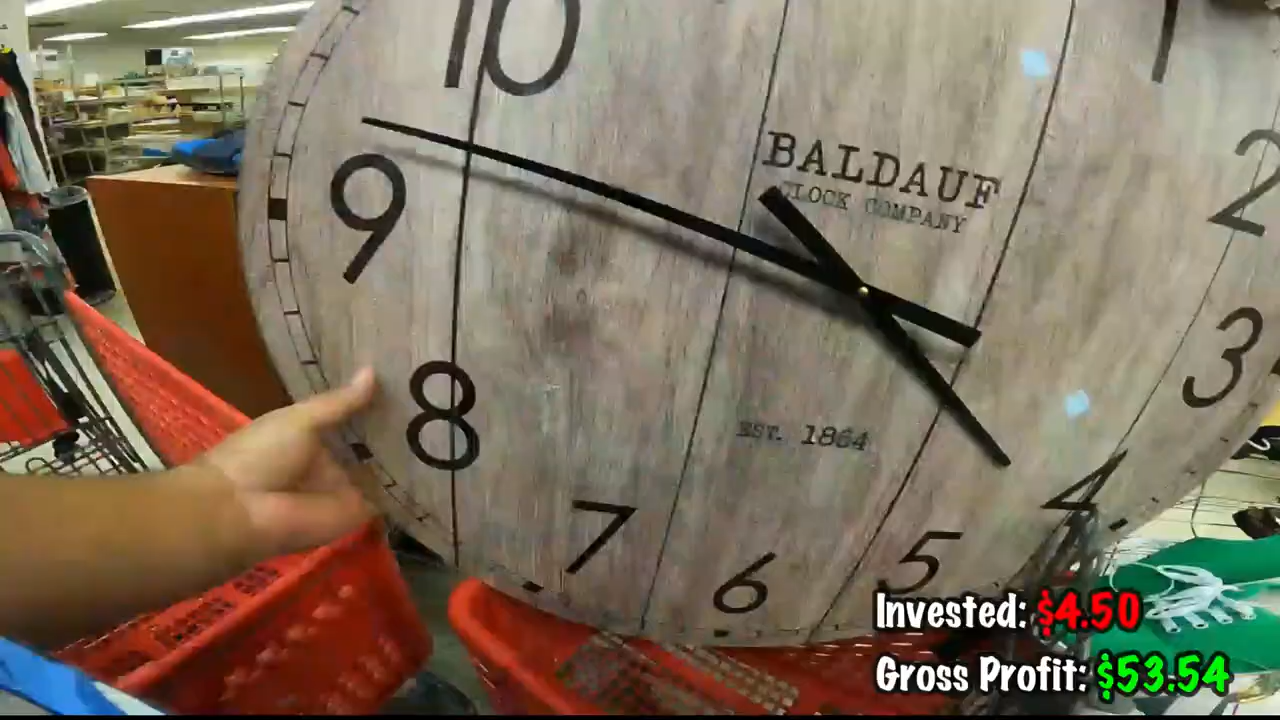 10
1
BALDAUF
CLOCK COMPANY
2
9
3
EST. 1864
8
4
7
5
6
Invested: $4.50
Gross Profit: $53.54